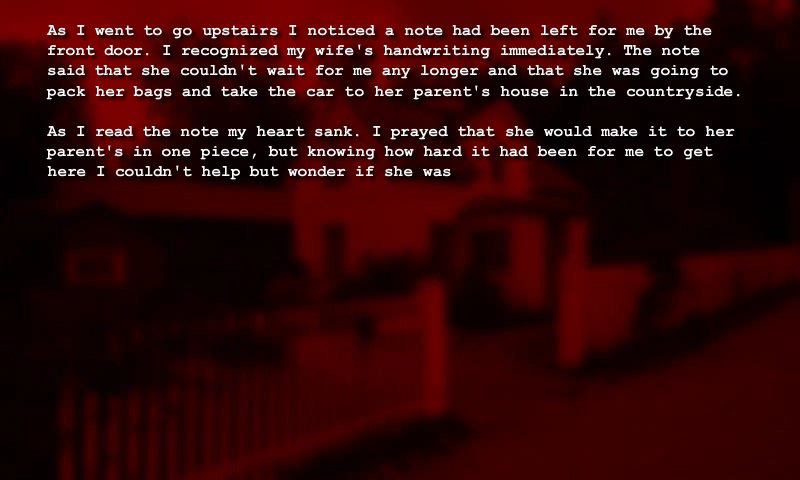 As I went to go upstairs I noticed a note had been left for me by the
front door. I recognized my wife's handwriting immediately. The note
said that she couldn't wait for me any longer and that she was going to
pack her bags and take the car to her parent's house in the countryside.
As I read the note my heart sank. I prayed that she would make it to her
parent's in one piece, but knowing how hard it had been for me to get
here I couldn't help but wonder if she was